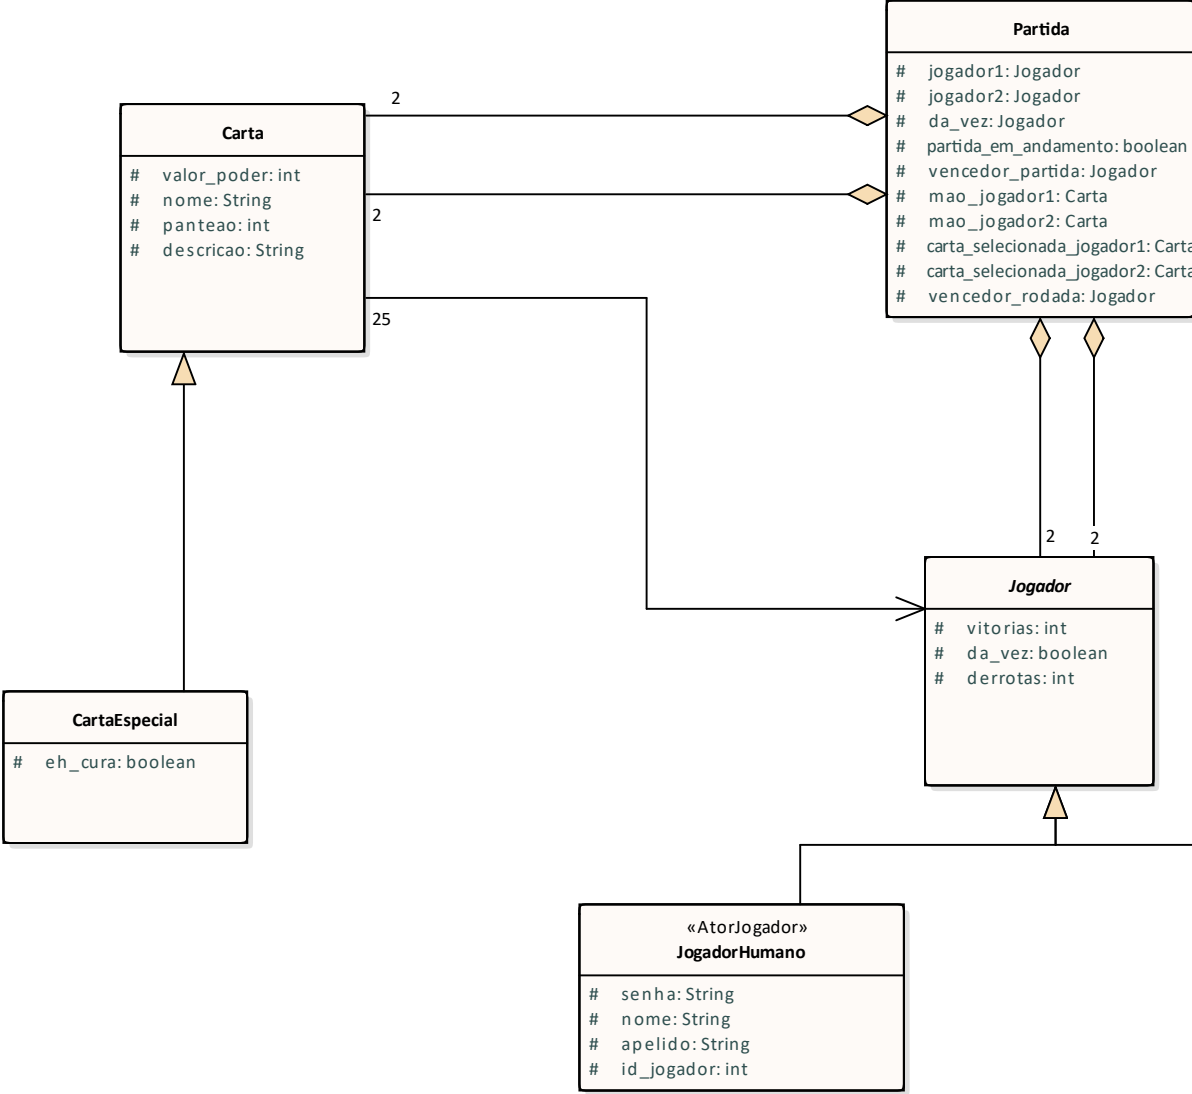 Partida
# jogador1: Jogador
# jogador2: Jogador
# da_vez: Jogador
# partida_em_andamento: boolean
# vencedor_partida: Jogador
# mao_jogador1: Carta
# mao_jogador2: Carta
# carta_selecionada_jogador1: Carta
# carta_selecionada_jogador2: Carta
# vencedor_rodada: Jogador
2
Carta
# valor_poder: int
# nome: String
# panteao: int
# descricao: String
2
25
2
2
Jogador
# vitorias: int
# da_vez: boolean
# derrotas: int
CartaEspecial
# eh_cura: boolean
«AtorJogador»
JogadorHumano
# senha: String
# nome: String
# apelido: String
# id_jogador: int